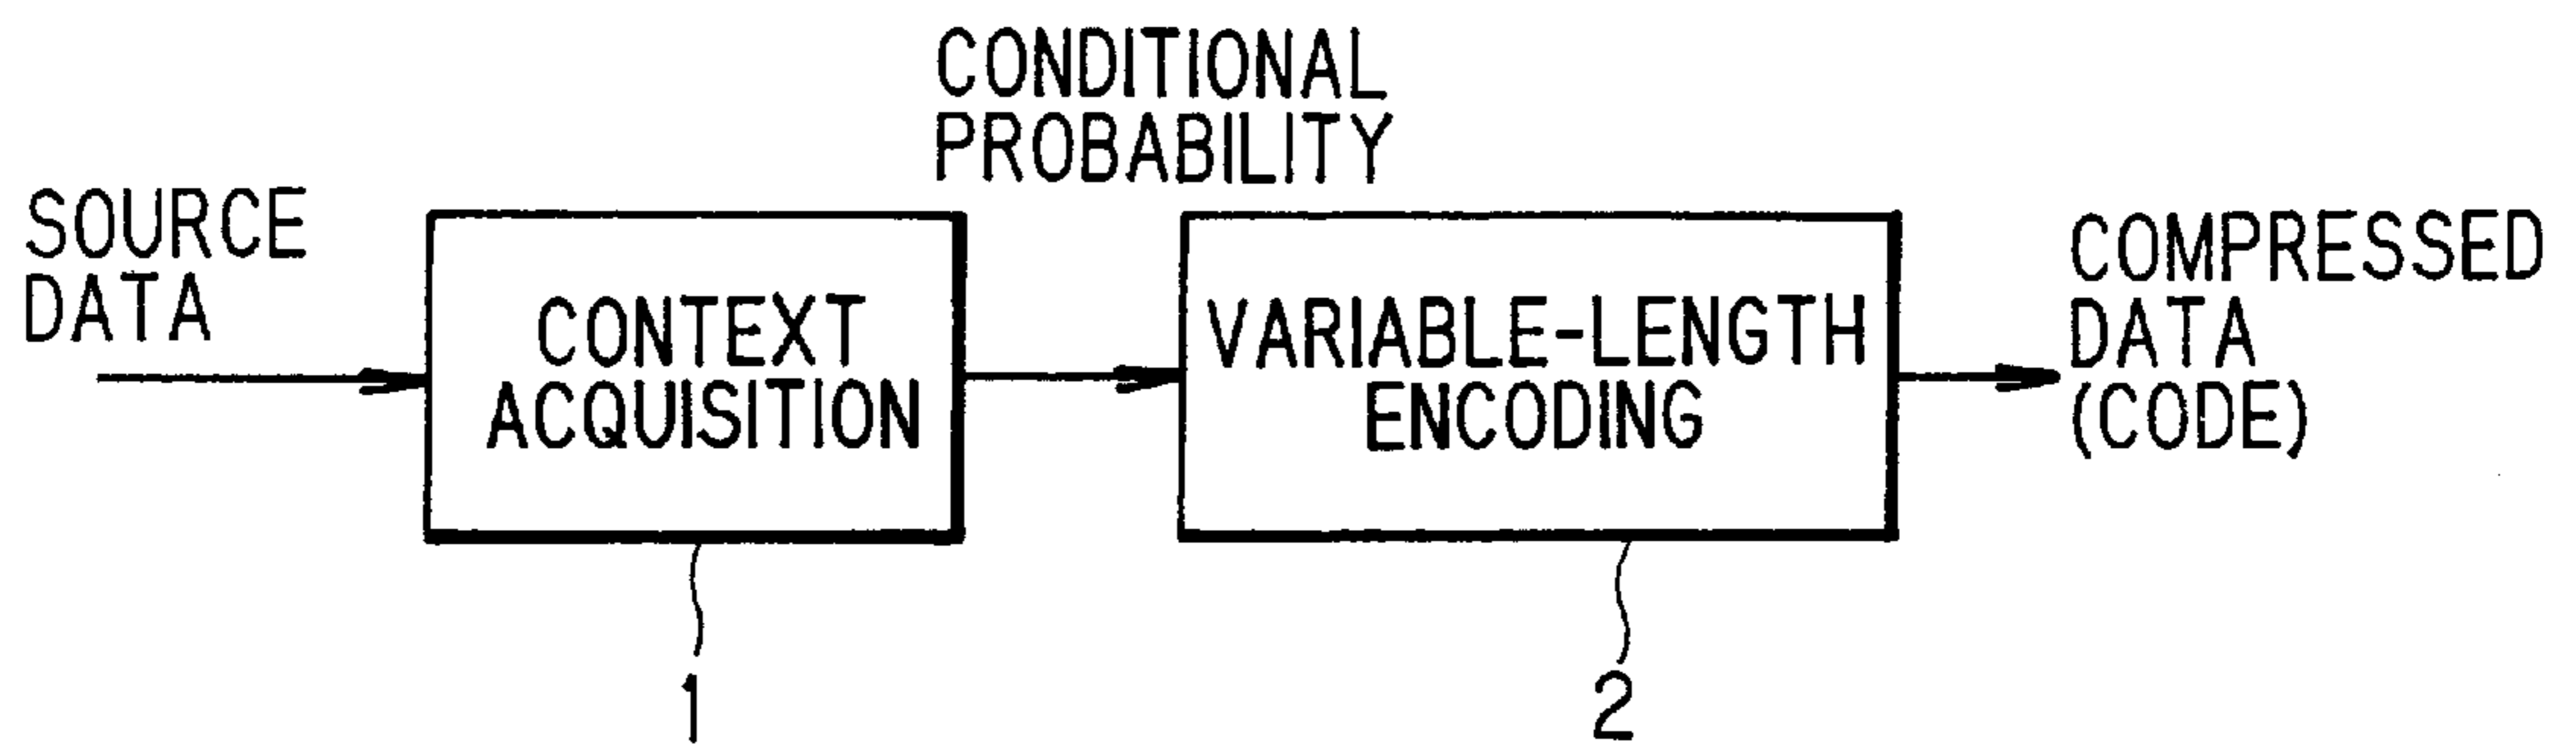 SOURCE
DATA
CONTEXT
ACQUISITION
1
CONDITIONAL
PROBABILITY
VARIABLE-LENGTH
ENCODING
2
COMPRESSED
DATA
(CODE)